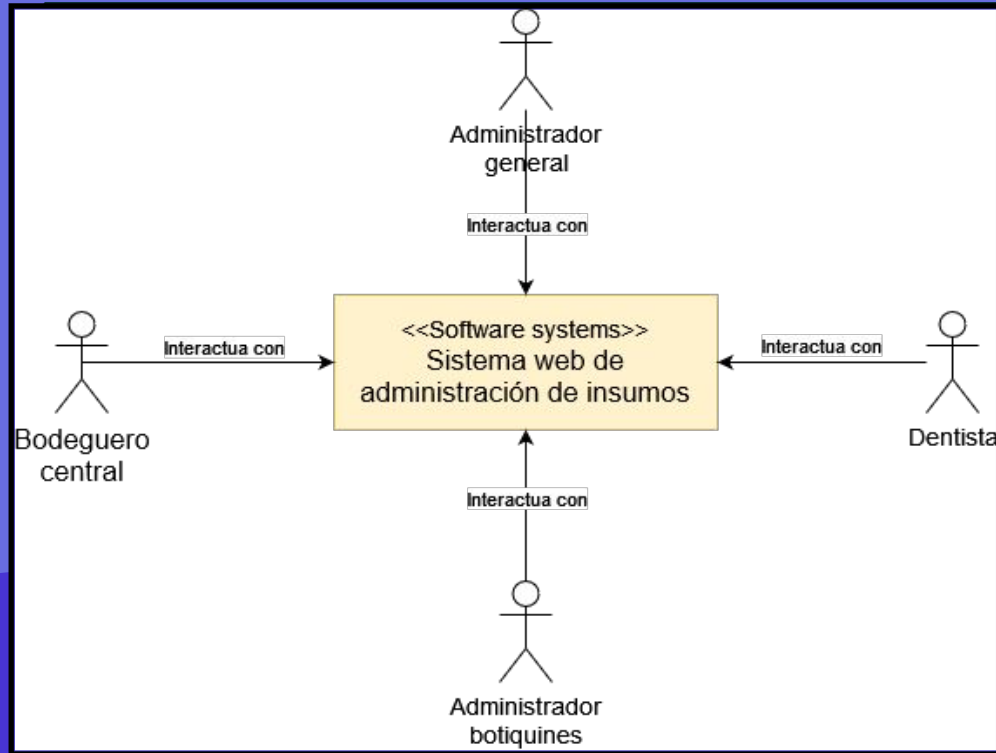 Administrador
general
Interactua con
<<Software systems>>
Sistema web de
administración de insumos
Interactua con
Bodeguero
central
Interactua con
Dentista
Interactua con
Administrador
botiquines